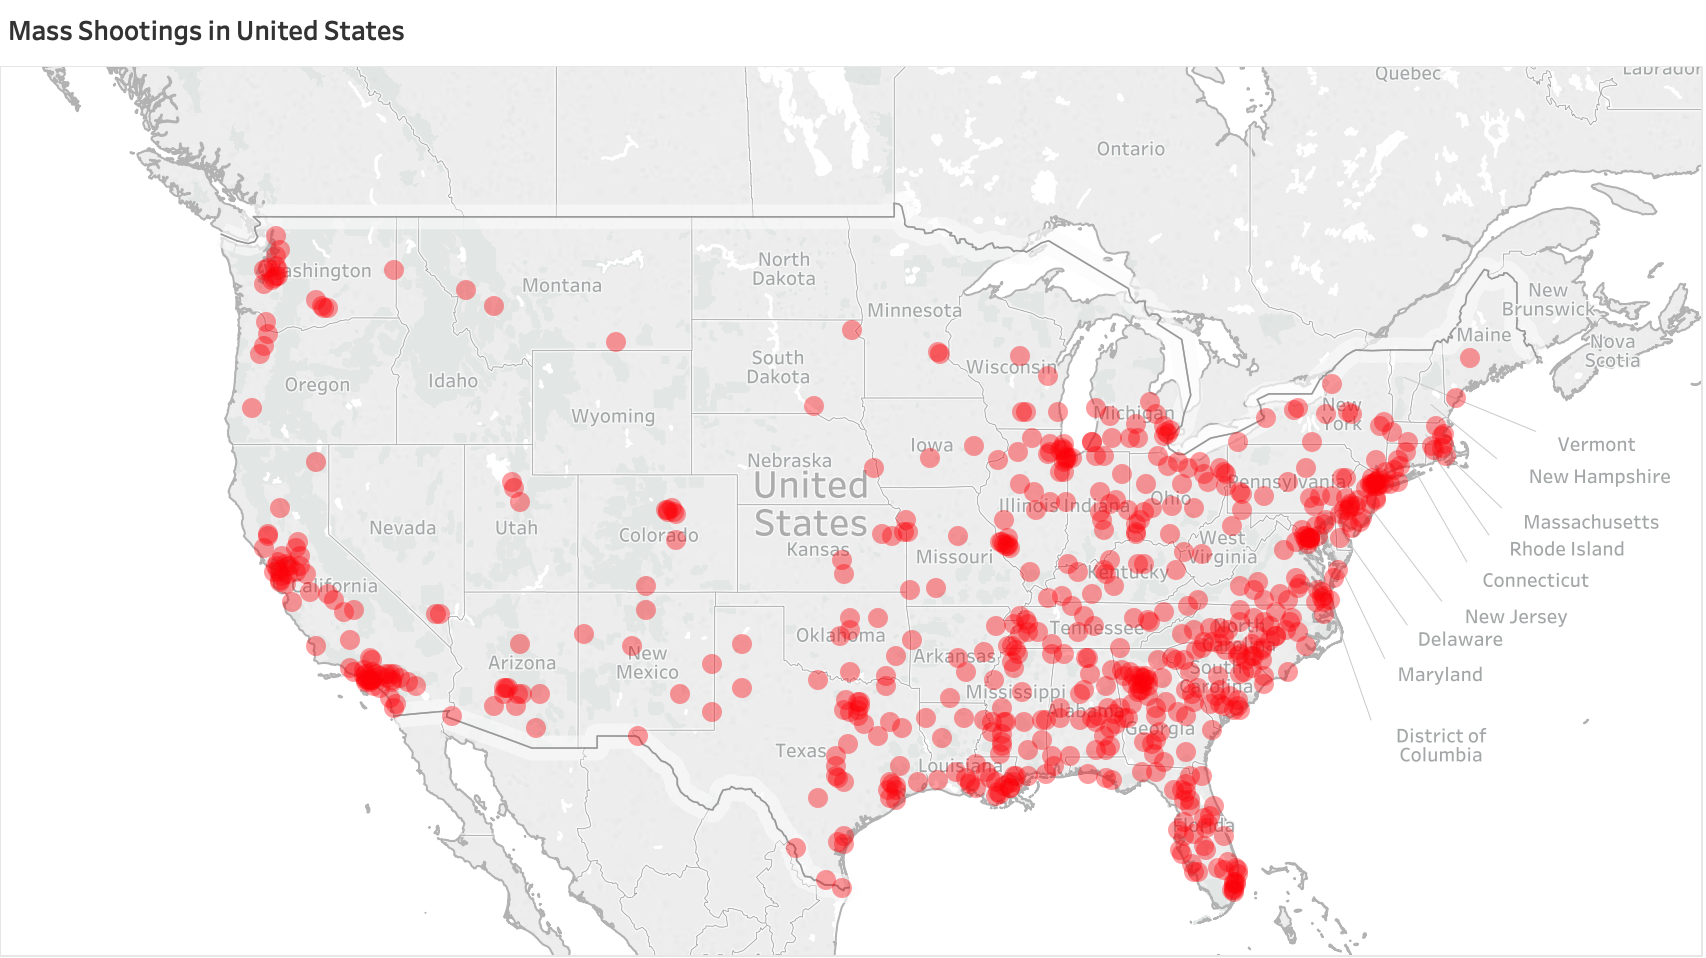 Mass Shootings in United States
Quebec
Labrador
Ontario
Washington
Montana
North
Dakota
Minnesota
New
Brunswick
Maine
Nova
Scotia
South
Dakota
Wisconsin
Oregon
Idaho
Wyoming
Michigan
New
York
Iowa
Vermont
Nebraska
New Hampshire
United
States
Pennsylvania
Ohio
Illinois
Indiana
Massachusetts
Nevada
Utah
Colorado
Kansas
Missouri
West
Virginia
Rhode Island
California
Kentucky
Connecticut
New Jersey
Oklahoma
Tennessee
North
Carolina
Delaware
Arizona
New
Mexico
Arkansas
South
Carolina
Maryland
Mississippi
Alabama
Georgia
District of
Columbia
Texas
Louisiana
Florida